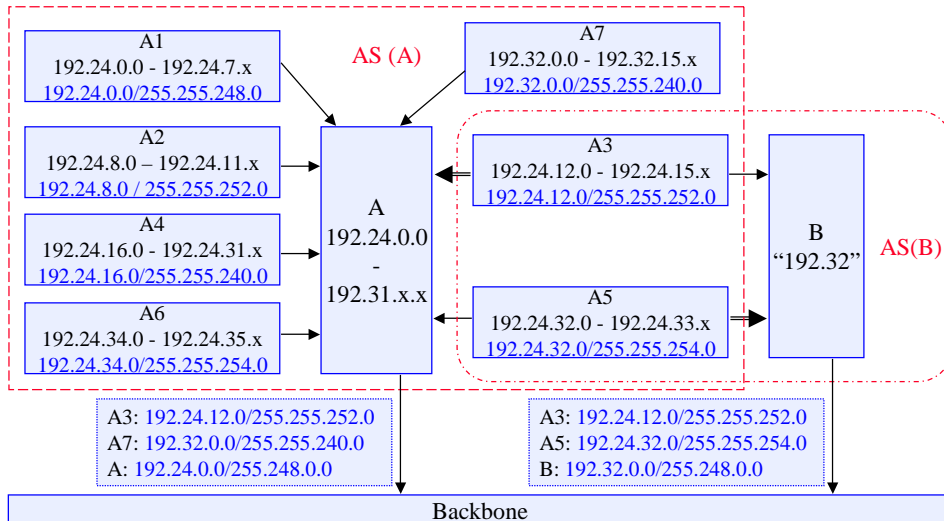 A1
192.24.0.0 - 192.24.7.x
192.24.0.0/255.255.248.0
AS (A)
A7
192.32.0.0 - 192.32.15.x
192.32.0.0/255.255.240.0
A2
192.24.8.0 – 192.24.11.x
192.24.8.0 / 255.255.252.0
A4
192.24.16.0 - 192.24.31.x
192.24.16.0/255.255.240.0
A6
192.24.34.0 - 192.24.35.x
192.24.34.0/255.255.254.0
A
192.24.0.0
-
192.31.x.x
A3
192.24.12.0 - 192.24.15.x
192.24.12.0/255.255.252.0
A5
192.24.32.0 - 192.24.33.x
192.24.32.0/255.255.254.0
B
“192.32”
AS(B)
A3: 192.24.12.0/255.255.252.0
A7: 192.32.0.0/255.255.240.0
A: 192.24.0.0/255.248.0.0
A3: 192.24.12.0/255.255.252.0
A5: 192.24.32.0/255.255.254.0
B: 192.32.0.0/255.248.0.0
Backbone